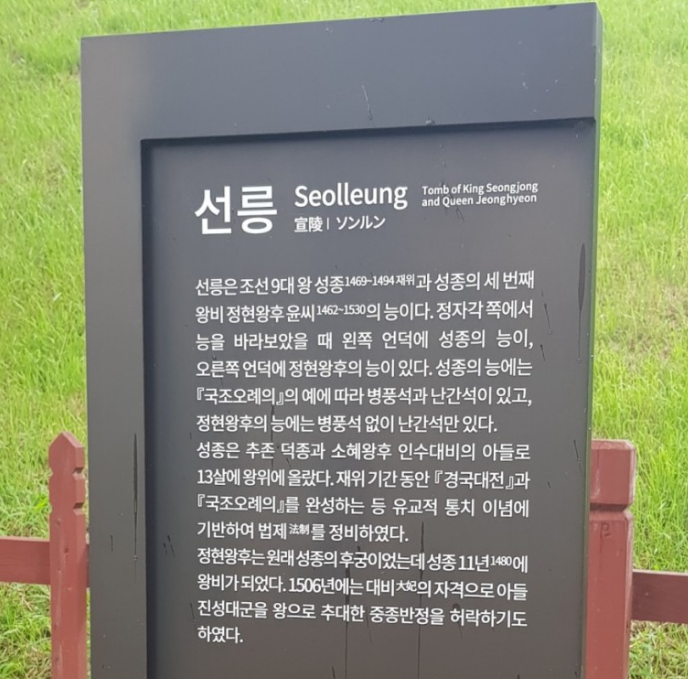 선릉 Seolleung Tomb of King Seongjong
and Queen Jeonghyeon
宣陵 | ソンルン
선릉은 조선 9대 왕 성종1469~1494 재위과 성종의 세 번째
왕비 정현왕후 윤씨1462~1530의 능이다. 정자각 쪽에서
능을 바라보았을 때 왼쪽 언덕에 성종의 능이,
오른쪽 언덕에 정현왕후의 능이 있다. 성종의 능에는
『국조오례의』의 예에 따라 병풍석과 난간석이 있고,
정현왕후의 능에는 병풍석 없이 난간석만 있다.
성종은 추존 덕종과 소혜왕후 인수대비의 아들로
13살에 왕위에 올랐다. 재위 기간 동안 『경국대전』과
『국조오례의』를 완성하는 등 유교적 통치 이념에
기반하여 법제法制를 정비하였다.
정현왕후는 원래 성종의 후궁이었는데 성종 11년1480에
왕비가 되었다. 1506년에는 대비大妃의 자격으로 아들
진성대군을 왕으로 추대한 중종반정을 허락하기도
하였다.